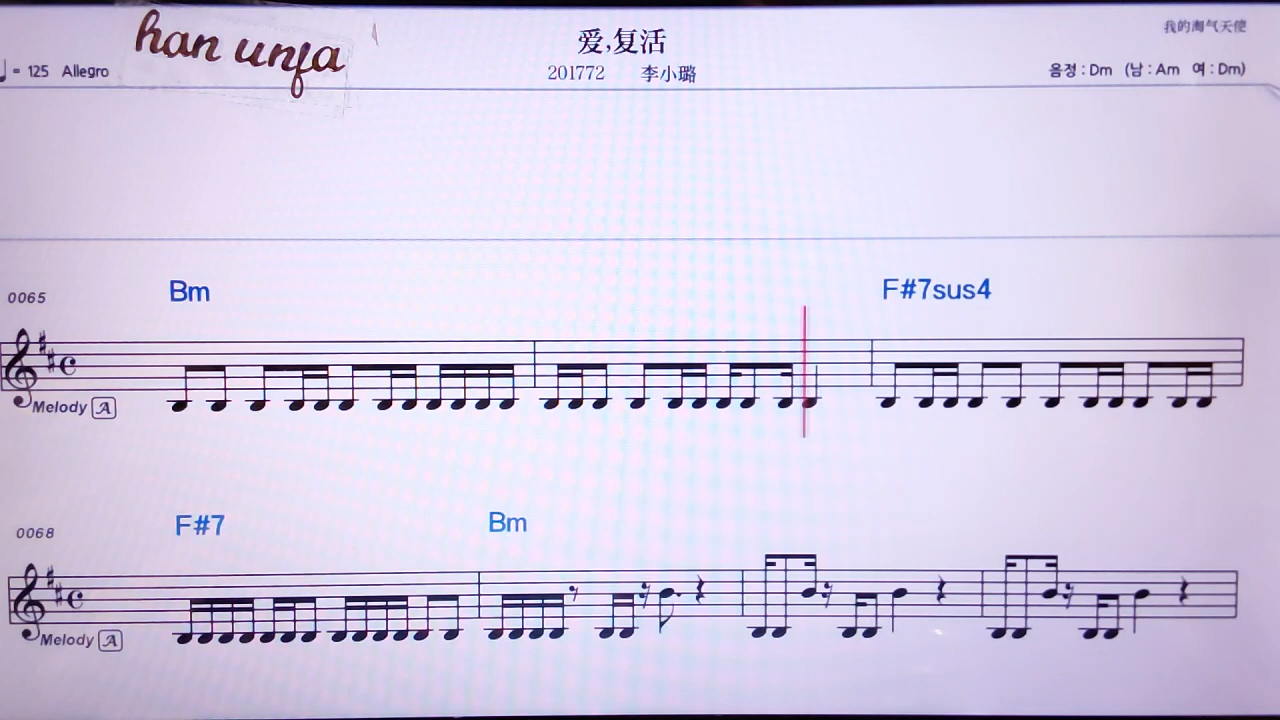 han unfa
爱,复活
我的淘气天使
♩ = 125 Allegro
201772 李小璐
음정 : Dm (남 : Am 여 : Dm)
Bm F#7sus4
0065
Melody A
F#7 Bm
0068
Melody A